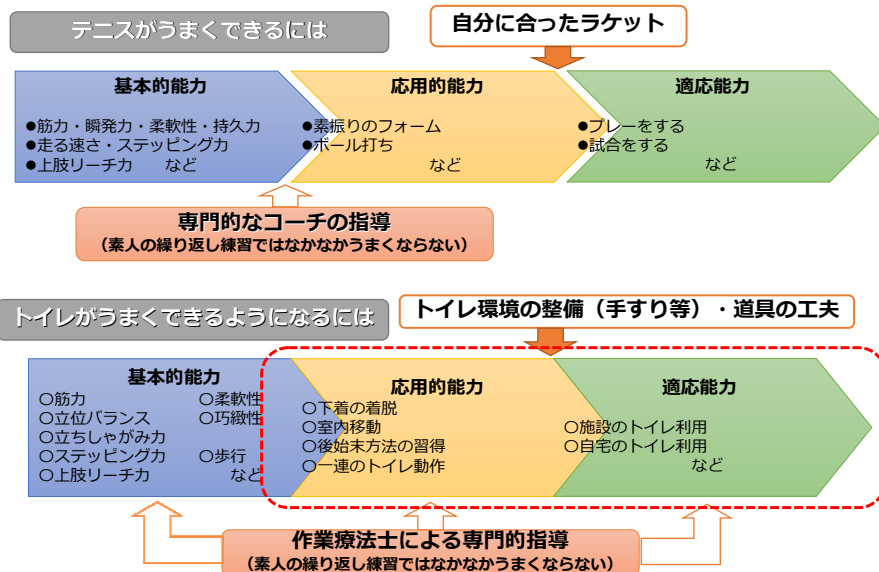 テニスがうまくできるには
自分に合ったラケット
基本的能力
●筋力・瞬発力・柔軟性・持久力
●走る速さ・ステッピング力
●上肢リーチ力　など
応用的能力
●素振りのフォーム
●ボール打ち
など
適応能力
●プレーをする
●試合をする
など
専門的なコーチの指導
（素人の繰り返し練習ではなかなかうまくならない）
トイレがうまくできるようになるには
トイレ環境の整備（手すり等）・道具の工夫
基本的能力
〇筋力　〇柔軟性
〇立位バランス　〇巧緻性
〇立ちしゃがみ力
〇ステッピング力　〇歩行
〇上肢リーチ力　など
応用的能力
〇下着の着脱
〇室内移動
〇後始末方法の習得
〇一連のトイレ動作
適応能力
〇施設のトイレ利用
〇自宅のトイレ利用
など
作業療法士による専門的指導
（素人の繰り返し練習ではなかなかうまくならない）